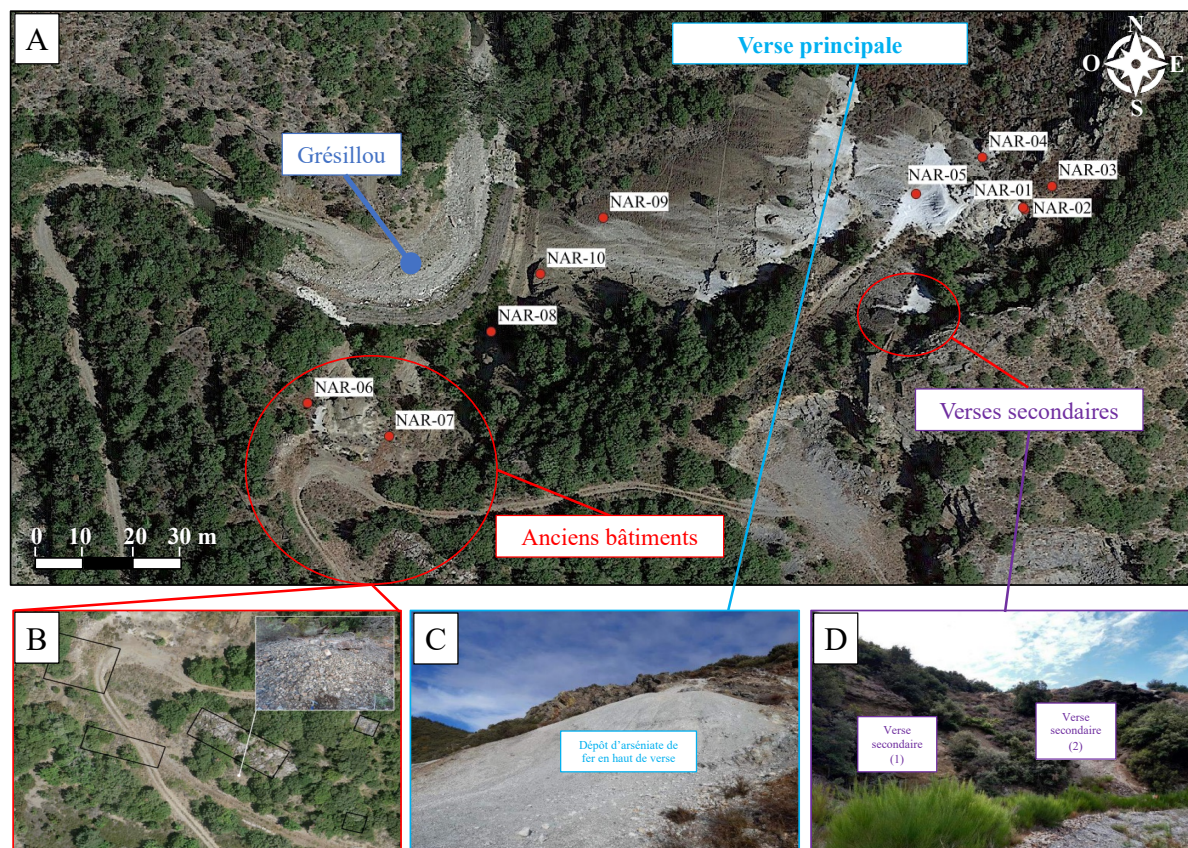 A
Verse principale
N
O
E
S
Grésillou
NAR-04
NAR-03
NAR-05
NAR-01
NAR-02
NAR-09
NAR-10
NAR-08
NAR-06
NAR-07
Verses secondaires
Anciens bâtiments
0 10 20 30 m
B
C
Dépôt d’arséniate de
fer en haut de verse
D
Verse
secondaire
(1)
Verse
secondaire
(2)